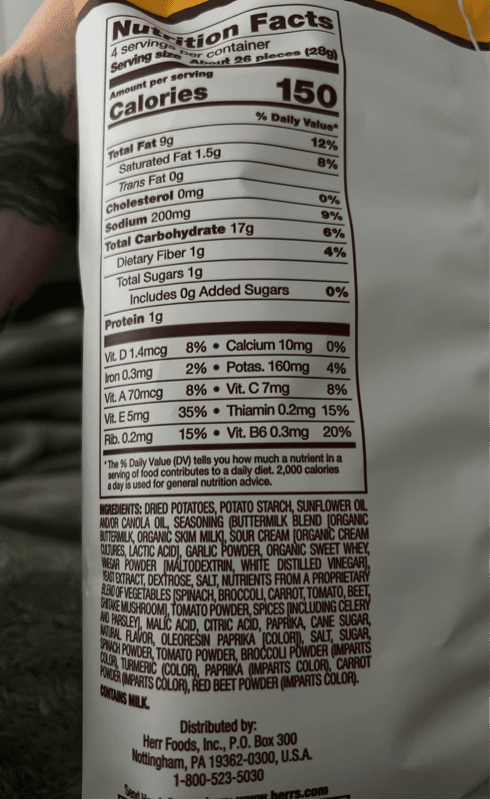 Nutrition Facts
4 servings per container
Serving size About 26 pieces (28g)
Amount per serving
Calories 150
% Daily Value*
Total Fat 9g 12%
Saturated Fat 1.5g 8%
Trans Fat 0g
Cholesterol 0mg 0%
Sodium 200mg 9%
Total Carbohydrate 17g 6%
Dietary Fiber 1g 4%
Total Sugars 1g
Includes 0g Added Sugars 0%
Protein 1g
Vit. D 1.4mcg 8% • Calcium 10mg 0%
Iron 0.3mg 2% • Potas. 160mg 4%
Vit. A 70mcg 8% • Vit. C 7mg 8%
Vit. E 5mg 35% • Thiamin 0.2mg 15%
Rib. 0.2mg 15% • Vit. B6 0.3mg 20%
*The % Daily Value (DV) tells you how much a nutrient in a
serving of food contributes to a daily diet. 2,000 calories
a day is used for general nutrition advice.
INGREDIENTS: DRIED POTATOES, POTATO STARCH, SUNFLOWER OIL
AND/OR CANOLA OIL, SEASONING (BUTTERMILK BLEND [ORGANIC
BUTTERMILK, ORGANIC SKIM MILK], SOUR CREAM [ORGANIC CREAM
CULTURES, LACTIC ACID], GARLIC POWDER, ORGANIC SWEET WHEY,
VINEGAR POWDER [MALTODEXTRIN, WHITE DISTILLED VINEGAR],
YEAST EXTRACT, DEXTROSE, SALT, NUTRIENTS FROM A PROPRIETARY
BLEND OF VEGETABLES [SPINACH, BROCCOLI, CARROT, TOMATO, BEET,
SHIITAKE MUSHROOM], TOMATO POWDER, SPICES [INCLUDING CELERY
AND PARSLEY], MALIC ACID, CITRIC ACID, PAPRIKA, CANE SUGAR,
NATURAL FLAVOR, OLEORESIN PAPRIKA [COLOR]), SALT, SUGAR,
SPINACH POWDER, TOMATO POWDER, BROCCOLI POWDER (IMPARTS
COLOR), TURMERIC (COLOR), PAPRIKA (IMPARTS COLOR), CARROT
POWDER (IMPARTS COLOR), RED BEET POWDER (IMPARTS COLOR).
CONTAINS MILK.
Distributed by:
Herr Foods, Inc., P.O. Box 300
Nottingham, PA 19362-0300, U.S.A.
1-800-523-5030
www.herrs.com